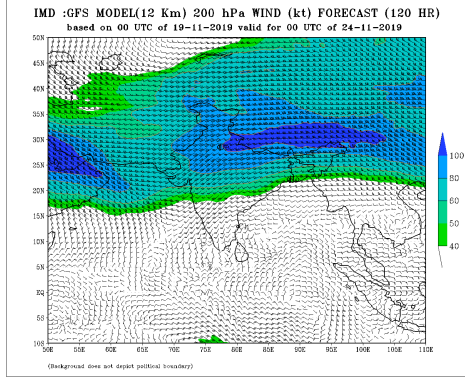 IMD :GFS MODEL(12 Km) 200 hPa WIND (kt) FORECAST (120 HR)
based on 00 UTC of 19-11-2019 valid for 00 UTC of 24-11-2019
50N
45N
40N
35N
30N
25N
20N
15N
10N
5N
EQ
5S
10S
50E 55E 60E 65E 70E 75E 80E 85E 90E 95E 100E 105E 110E
100
80
60
50
40
(Background does not depict political boundary)